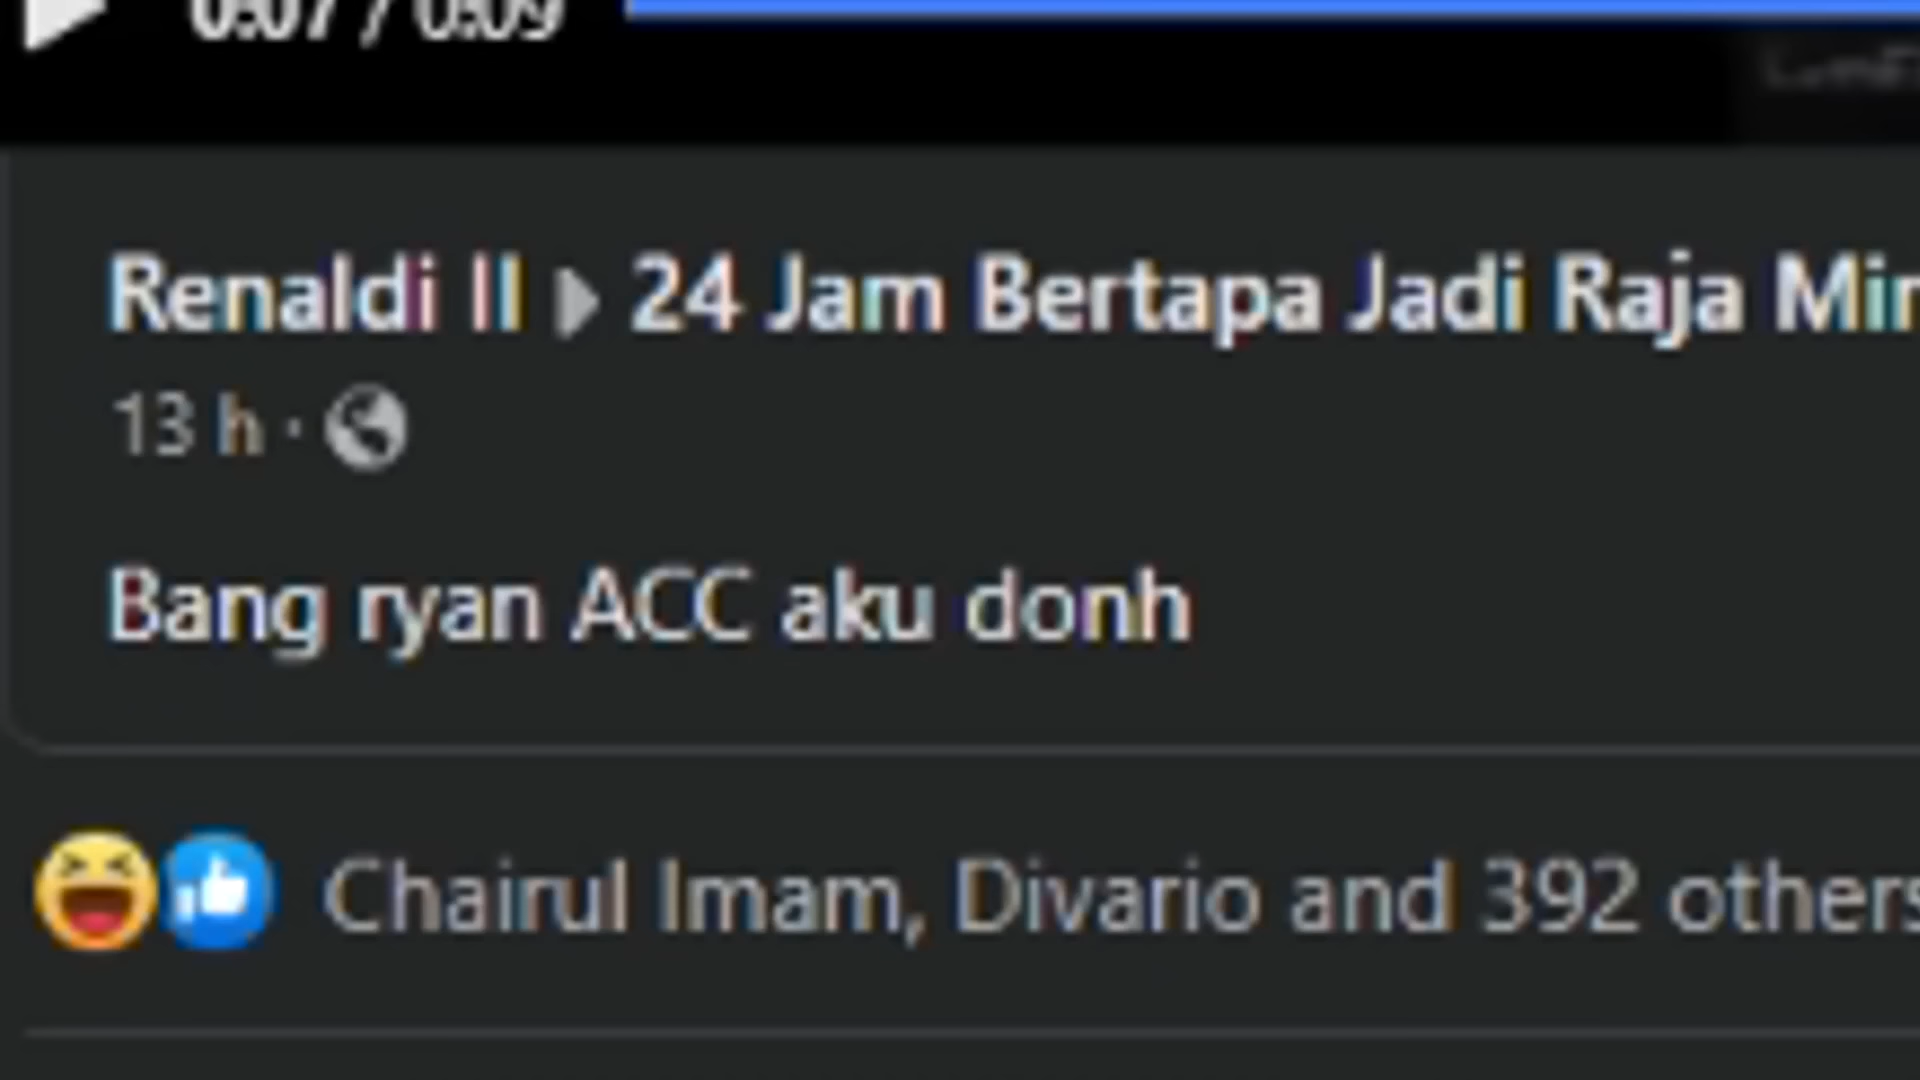 0:07 / 0:09
Renaldi II 24 Jam Bertapa Jadi Raja
13 h ·
Bang ryan ACC aku donh
Chairul Imam, Divario and 392 others